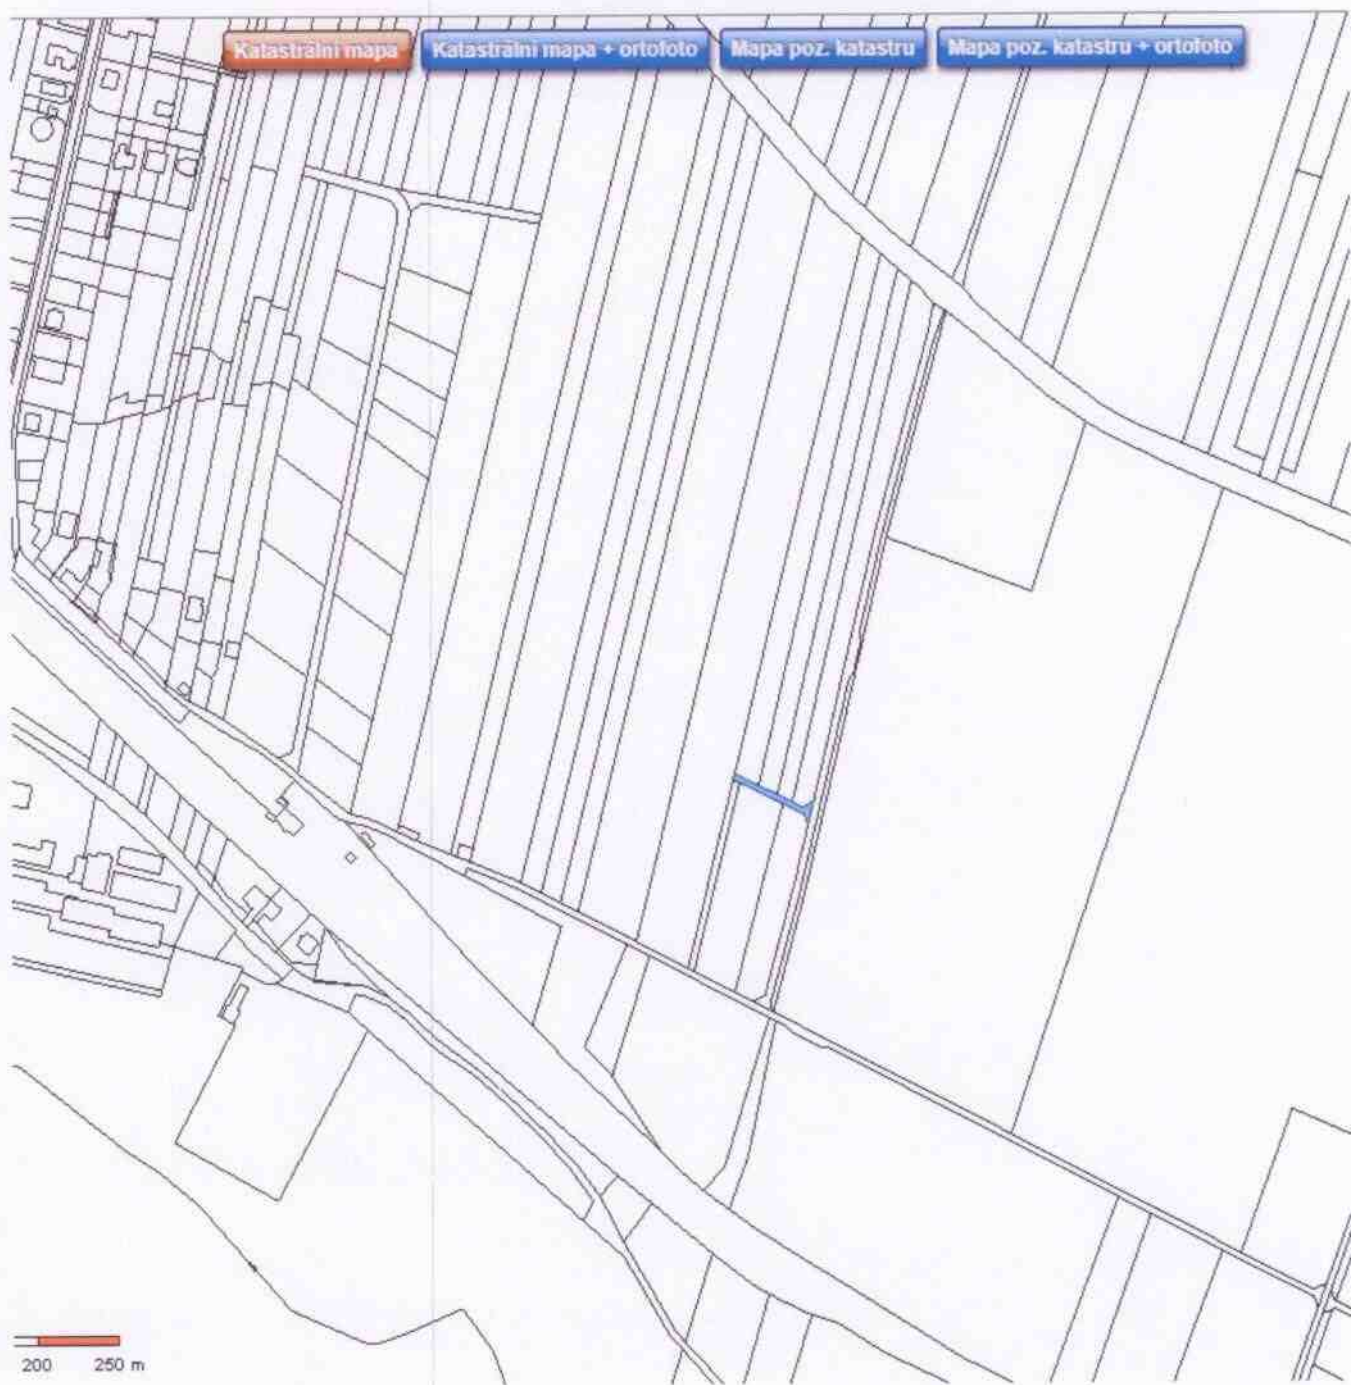 Katastrální mapa
Katastrální mapa + ortofoto
Mapa poz. katastru
Mapa poz. katastru + ortofoto
200 250 m